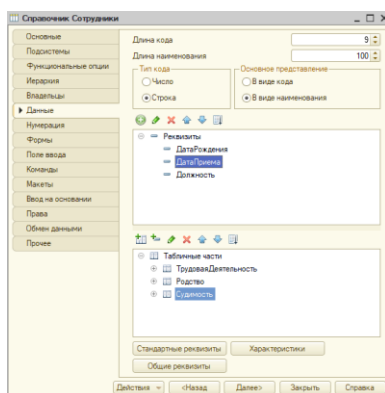 Справочник Сотрудники
Основные
Подсистемы
Функциональные опции
Иерархия
Владельцы
Данные
Нумерация
Формы
Поле ввода
Команды
Макеты
Ввод на основании
Права
Обмен данными
Прочее
Длина кода 9
Длина наименования 100
Тип кода
Число
Строка
Основное представление
В виде кода
В виде наименования
Реквизиты
ДатаРождения
ДатаПриема
Должность
Табличные части
ТрудоваяДеятельность
Родство
Судимость
Стандартные реквизиты Характеристики
Общие реквизиты
Действия <Назад Далее> Закрыть Справка